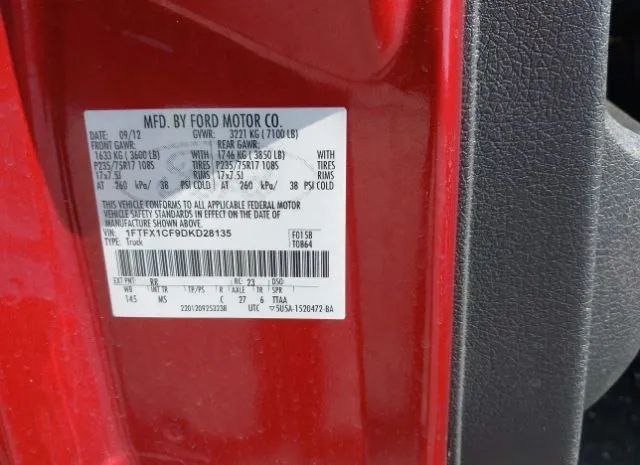 MFD. BY FORD MOTOR CO.
DATE: 09/12 GVWR: 3221 KG ( 7100 LB)
FRONT GAWR: REAR GAWR:
1633 KG ( 3600 LB) WITH 1746 KG ( 3850 LB) WITH
P235/75R17 108S TIRES P235/75R17 108S TIRES
17x7.5J RIMS 17x7.5J RIMS
AT 260 kPa/ 38 PSI COLD AT 260 kPa/ 38 PSI COLD
THIS VEHICLE CONFORMS TO ALL APPLICABLE FEDERAL MOTOR
VEHICLE SAFETY STANDARDS IN EFFECT ON THE DATE OF
MANUFACTURE SHOWN ABOVE.
VIN: 1FTFX1CF9DKD28135 F0158
TYPE: Truck T0864
EXT PNT: RR RC: 23 DSO:
WB INT TR TP/PS R AXLE TR SPR
145 MS C 27 6 TTAA
UTC ▽5U5A-1520472-BA